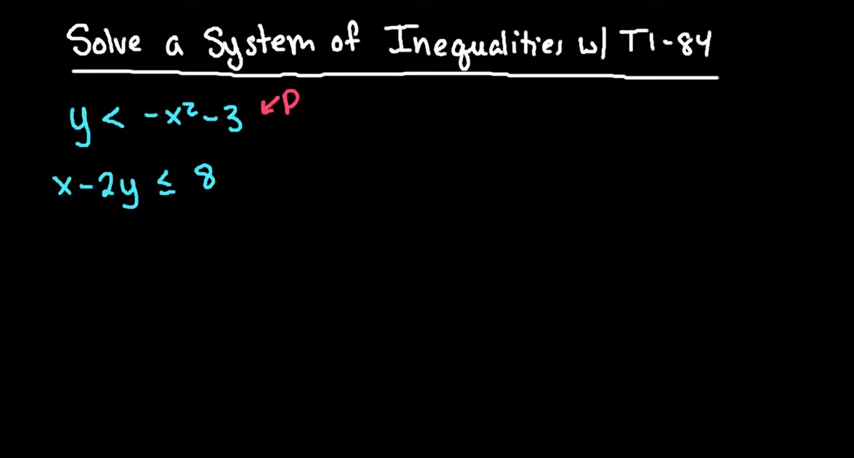 Solve a System of Inequalities w/ TI-84
y < -x² - 3 ↙P
x - 2y ≤ 8